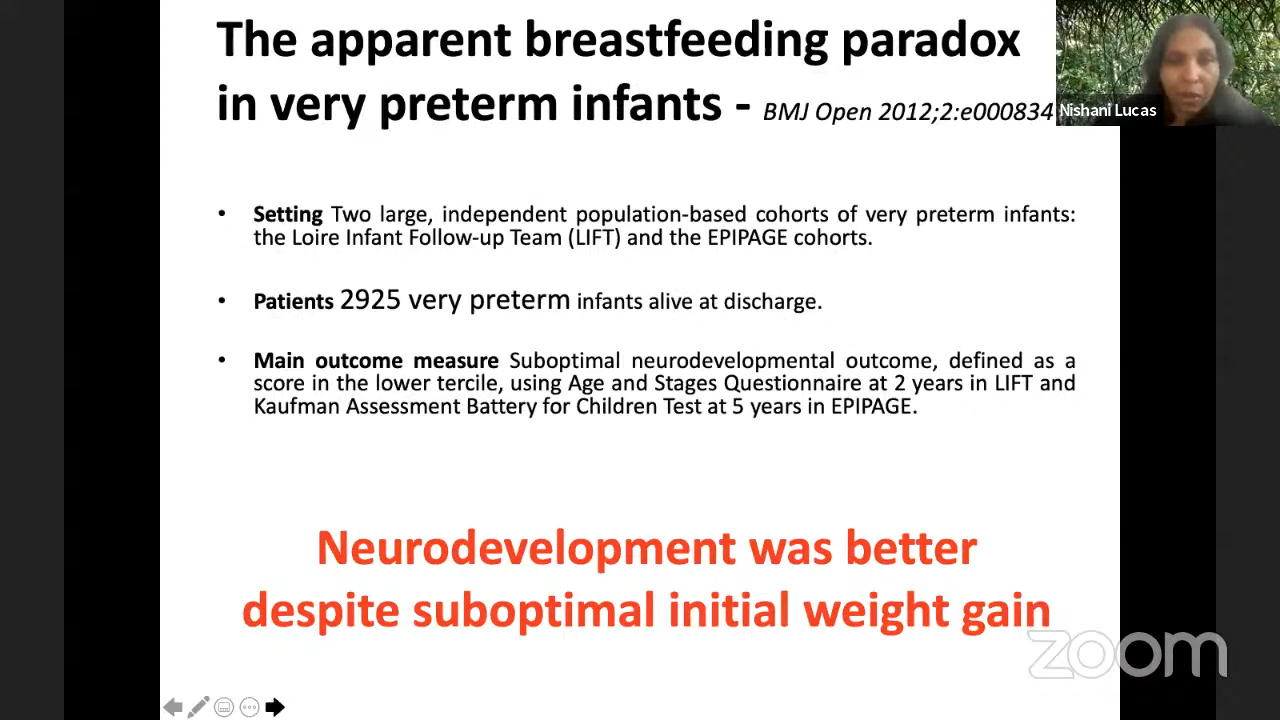 The apparent breastfeeding paradox
in very preterm infants - BMJ Open 2012;2:e000834
Nishani Lucas
• Setting Two large, independent population-based cohorts of very preterm infants:
the Loire Infant Follow-up Team (LIFT) and the EPIPAGE cohorts.
• Patients 2925 very preterm infants alive at discharge.
• Main outcome measure Suboptimal neurodevelopmental outcome, defined as a
score in the lower tercile, using Age and Stages Questionnaire at 2 years in LIFT and
Kaufman Assessment Battery for Children Test at 5 years in EPIPAGE.
Neurodevelopment was better
despite suboptimal initial weight gain
zoom